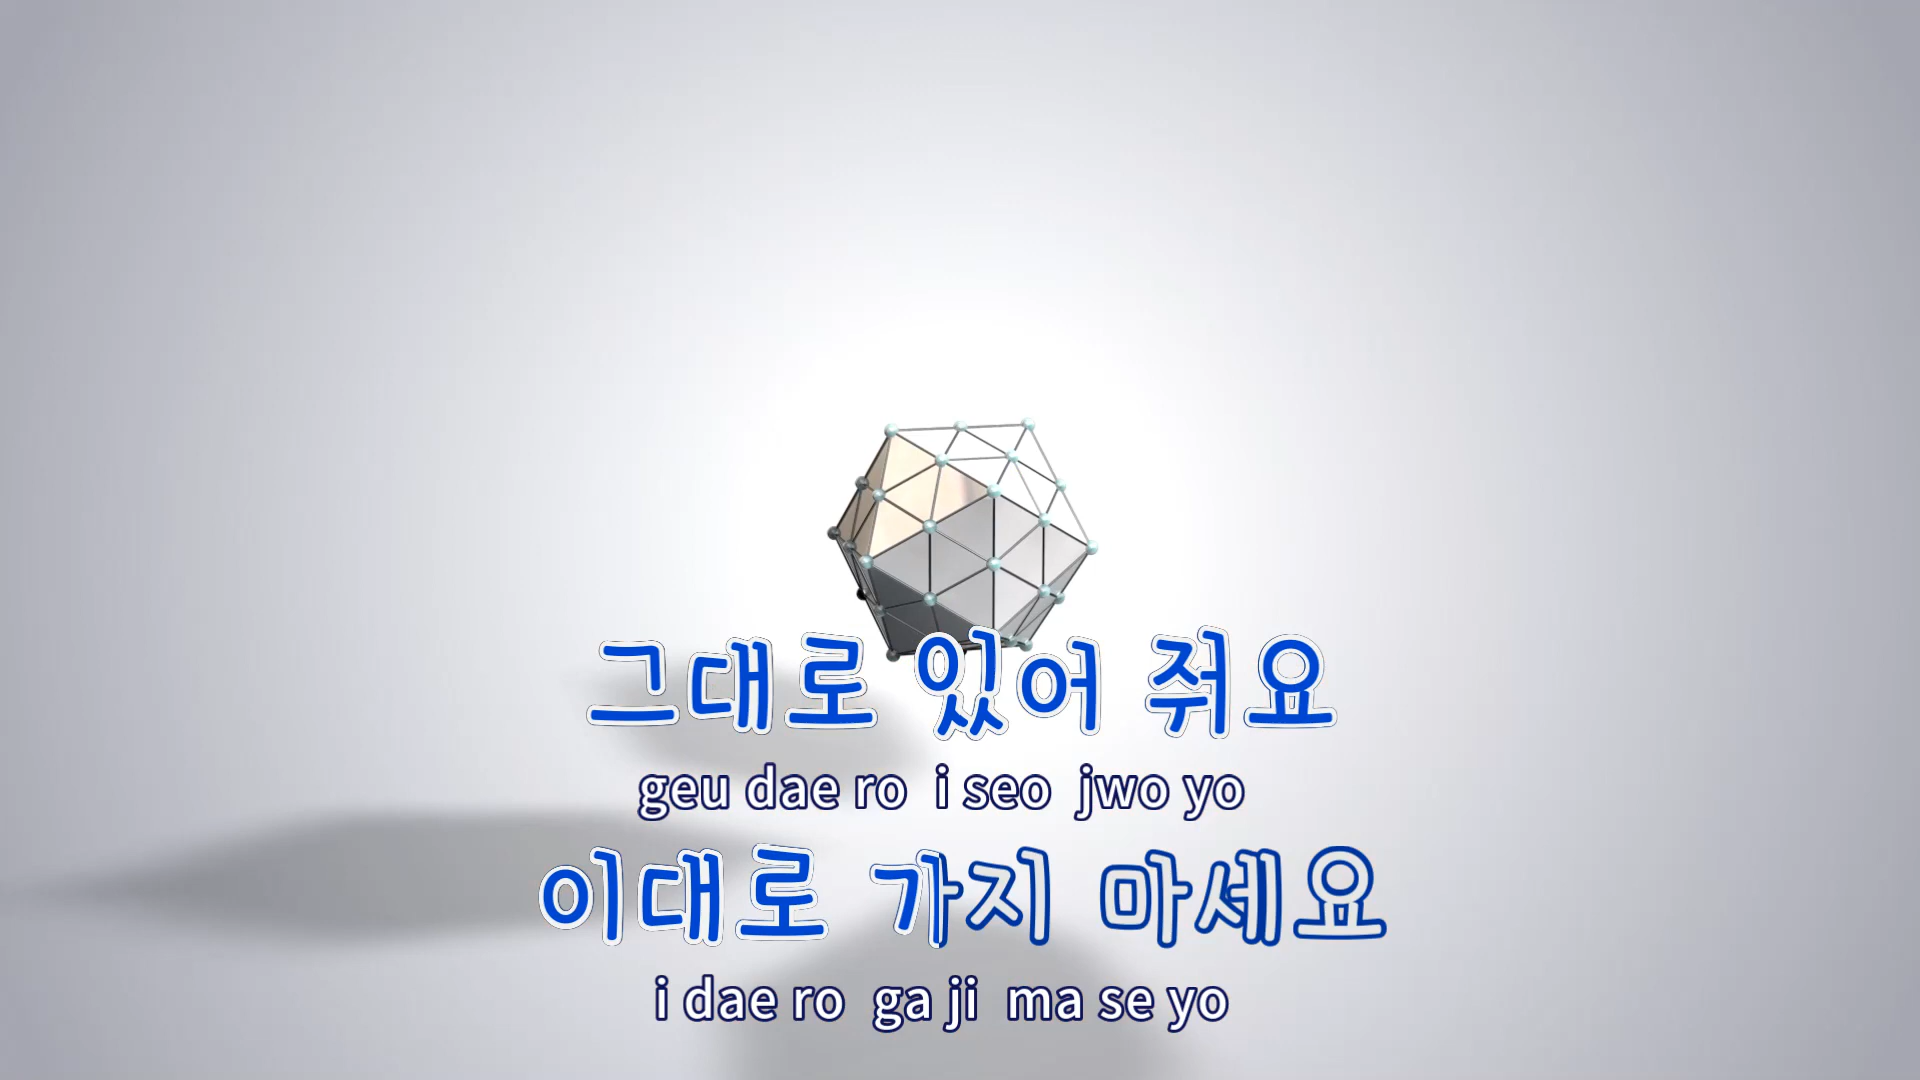 그대로 있어 줘요
geu dae ro i seo jwo yo
이대로 가지 마세요
i dae ro ga ji ma se yo